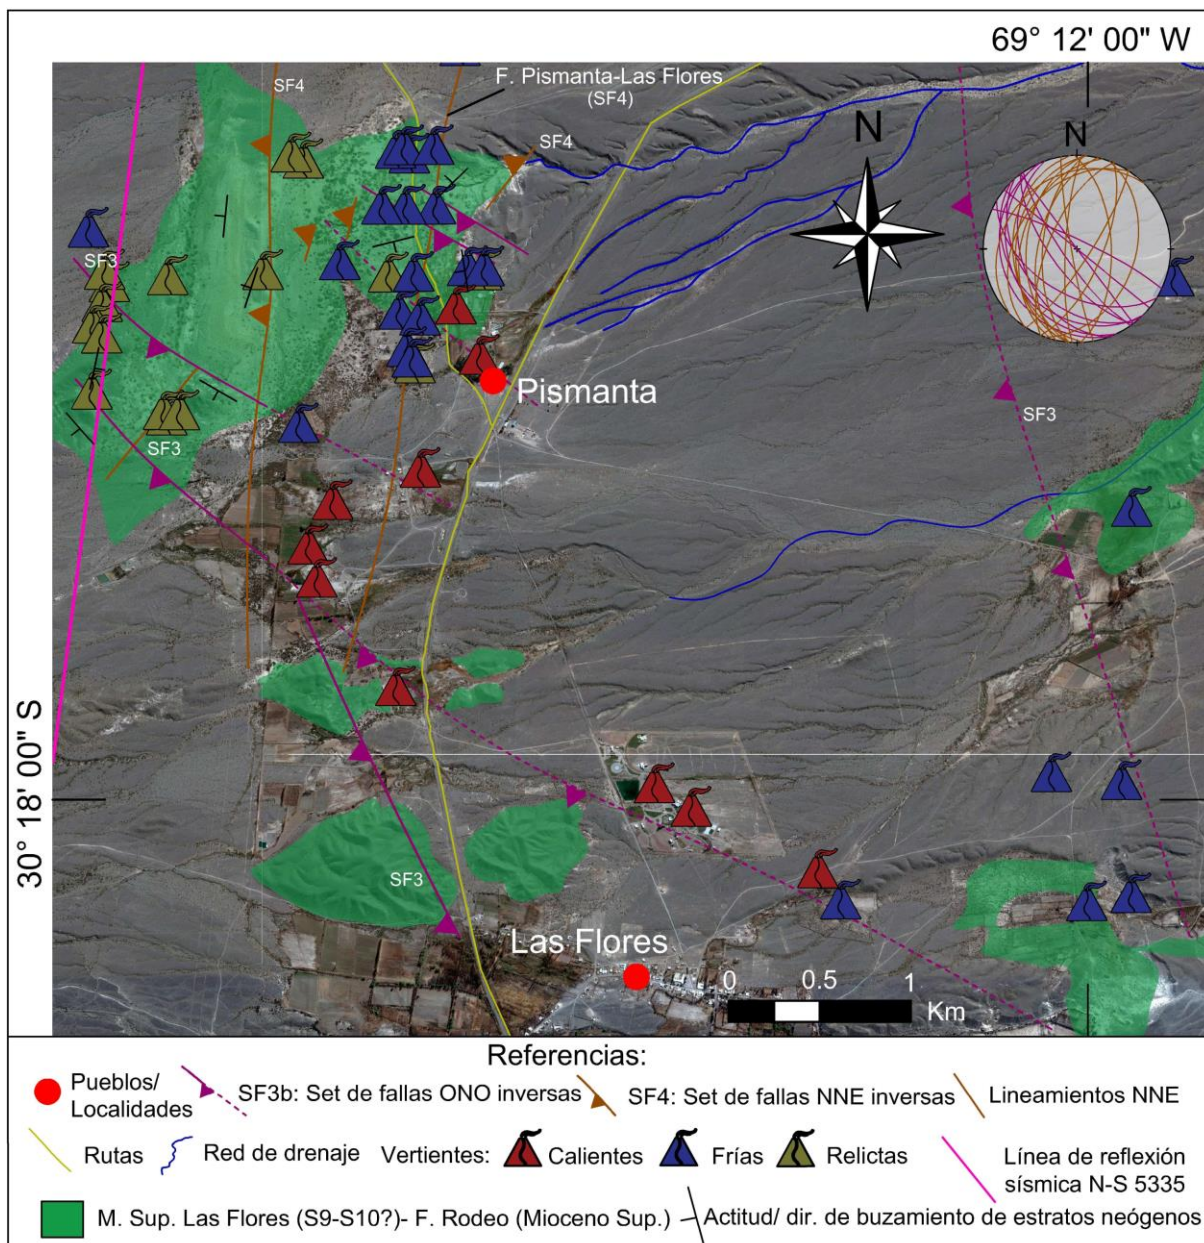 69° 12' 00" W
SF4
F. Pismanta-Las Flores
(SF4)
SF4
N
N
SF3
Pismanta
SF3
SF3
30° 18' 00" S
SF3
Las Flores
0 0.5 1
Km
Referencias:
Pueblos/
Localidades
SF3b: Set de fallas ONO inversas
SF4: Set de fallas NNE inversas
Lineamientos NNE
Rutas
Red de drenaje
Vertientes:
Calientes
Frías
Relictas
Línea de reflexión
sísmica N-S 5335
M. Sup. Las Flores (S9-S10?)- F. Rodeo (Mioceno Sup.)
Actitud/ dir. de buzamiento de estratos neógenos